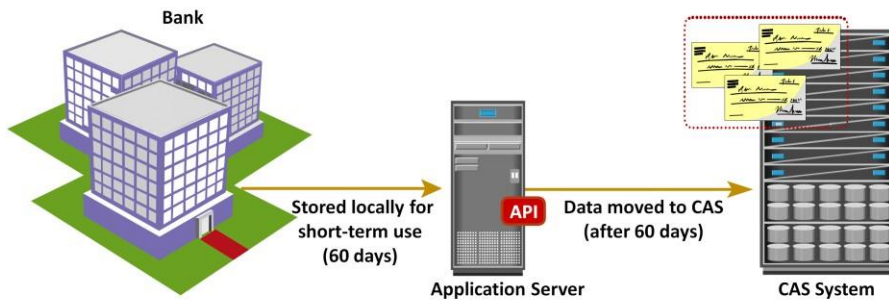 Bank
Stored locally for
short-term use
(60 days)
API
Application Server
Data moved to CAS
(after 60 days)
CAS System